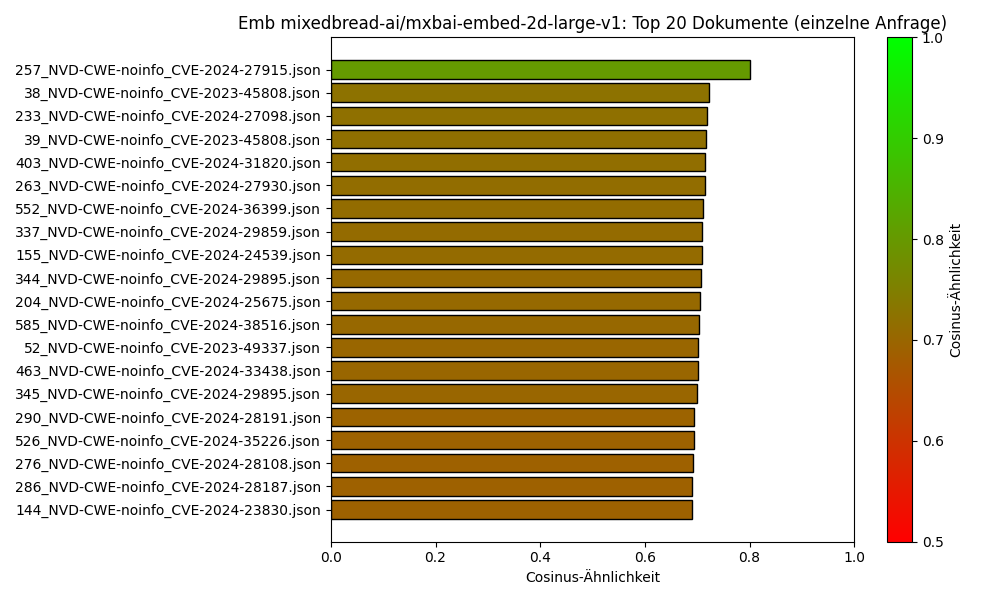 Emb mixedbread-ai/mxbai-embed-2d-large-v1: Top 20 Dokumente (einzelne Anfrage)
257_NVD-CWE-noinfo_CVE-2024-27915.json
38_NVD-CWE-noinfo_CVE-2023-45808.json
233_NVD-CWE-noinfo_CVE-2024-27098.json
39_NVD-CWE-noinfo_CVE-2023-45808.json
403_NVD-CWE-noinfo_CVE-2024-31820.json
263_NVD-CWE-noinfo_CVE-2024-27930.json
552_NVD-CWE-noinfo_CVE-2024-36399.json
337_NVD-CWE-noinfo_CVE-2024-29859.json
155_NVD-CWE-noinfo_CVE-2024-24539.json
344_NVD-CWE-noinfo_CVE-2024-29895.json
204_NVD-CWE-noinfo_CVE-2024-25675.json
585_NVD-CWE-noinfo_CVE-2024-38516.json
52_NVD-CWE-noinfo_CVE-2023-49337.json
463_NVD-CWE-noinfo_CVE-2024-33438.json
345_NVD-CWE-noinfo_CVE-2024-29895.json
290_NVD-CWE-noinfo_CVE-2024-28191.json
526_NVD-CWE-noinfo_CVE-2024-35226.json
276_NVD-CWE-noinfo_CVE-2024-28108.json
286_NVD-CWE-noinfo_CVE-2024-28187.json
144_NVD-CWE-noinfo_CVE-2024-23830.json
0.0 0.2 0.4 0.6 0.8 1.0
Cosinus-Ähnlichkeit
1.0
0.9
0.8
0.7
0.6
0.5
Cosinus-Ähnlichkeit